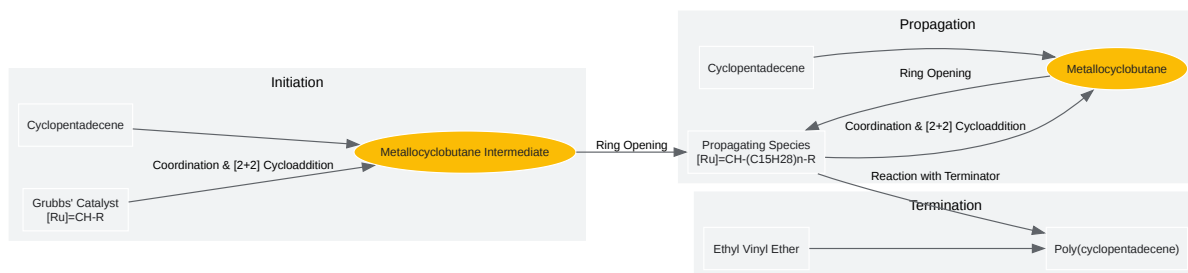 Initiation
Cyclopentadecene
Grubbs' Catalyst
[Ru]=CH-R
Coordination & [2+2] Cycloaddition
Metallocyclobutane Intermediate
Ring Opening
Propagation
Cyclopentadecene
Metallocyclobutane
Ring Opening
Coordination & [2+2] Cycloaddition
Propagating Species
[Ru]=CH-(C15H28)n-R
Reaction with Terminator
Termination
Ethyl Vinyl Ether
Poly(cyclopentadecene)